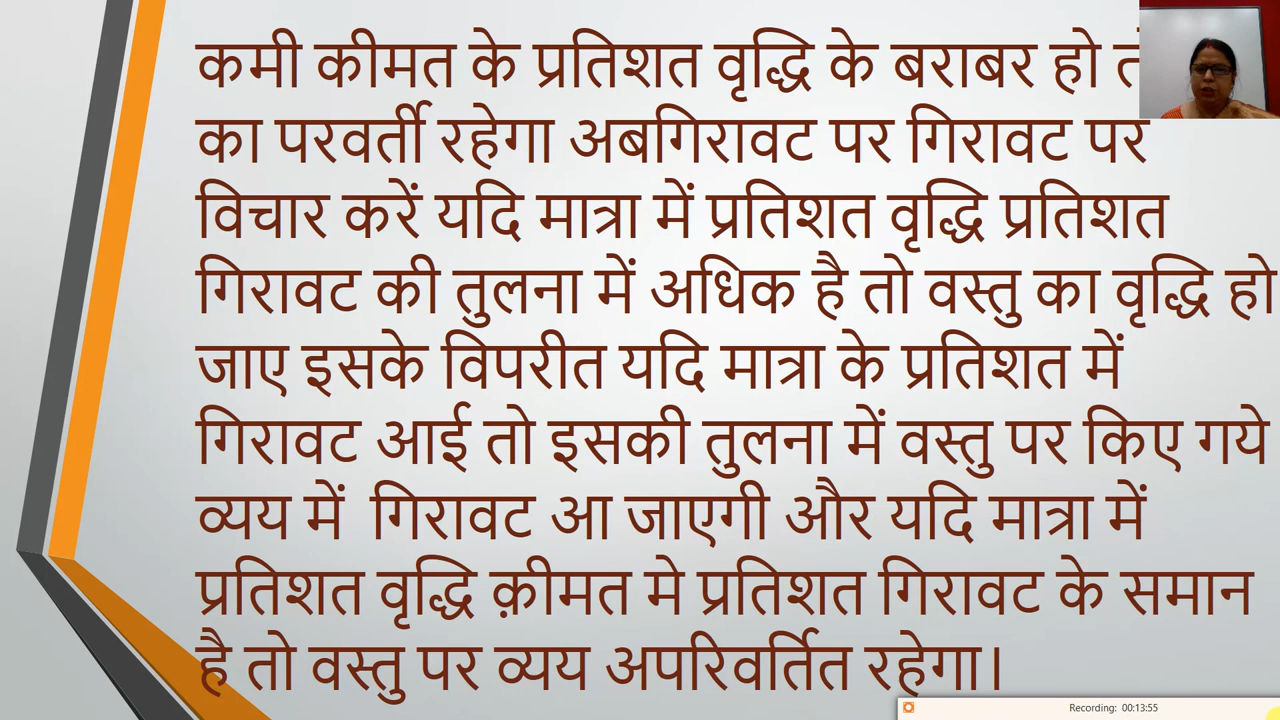 कमी कीमत के प्रतिशत वृद्धि के बराबर हो
का परवर्ती रहेगा अबगिरावट पर गिरावट पर
विचार करें यदि मात्रा में प्रतिशत वृद्धि प्रतिशत
गिरावट की तुलना में अधिक है तो वस्तु का वृद्धि हो
जाए इसके विपरीत यदि मात्रा के प्रतिशत में
गिरावट आई तो इसकी तुलना में वस्तु पर किए गये
व्यय में गिरावट आ जाएगी और यदि मात्रा में
प्रतिशत वृद्धि क़ीमत मे प्रतिशत गिरावट के समान
है तो वस्तु पर व्यय अपरिवर्तित रहेगा।
Recording: 00:13:55